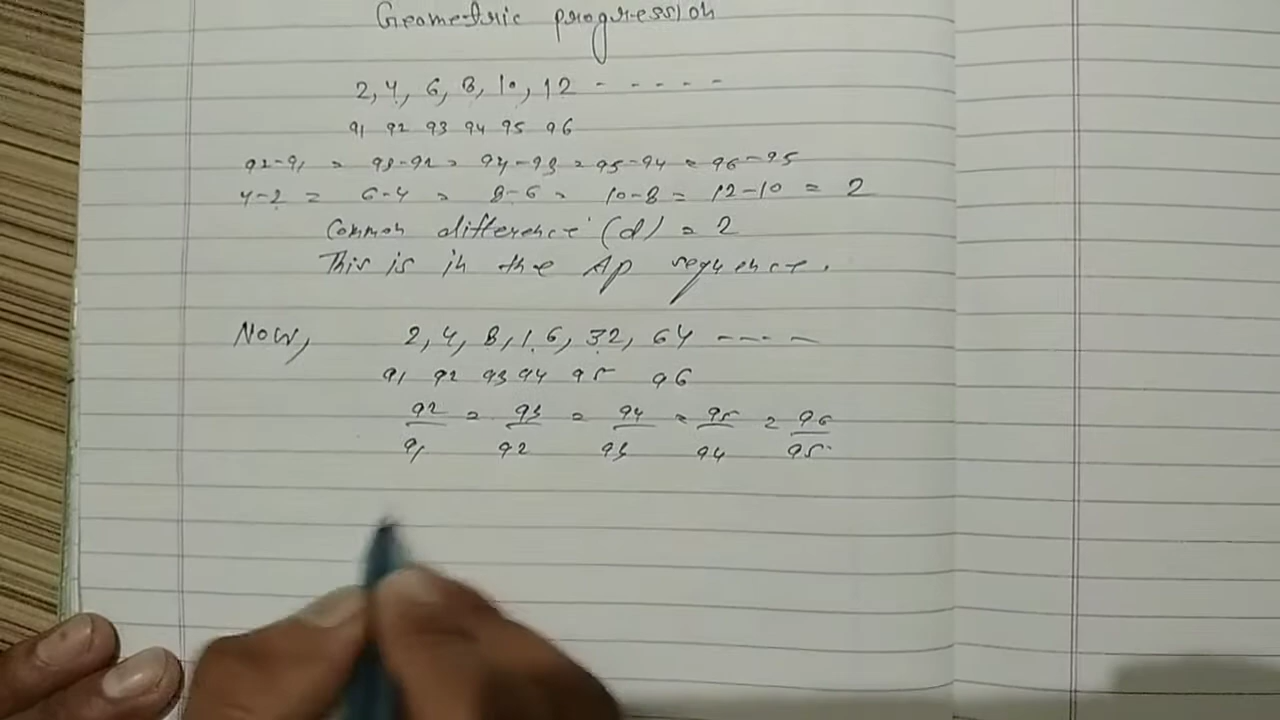 Geometric progression
2, 4, 6, 8, 10, 12 - - - - -
a1 a2 a3 a4 a5 a6
a2-a1 = a3-a2 = a4-a3 = a5-a4 = a6-a5
4-2 = 6-4 = 8-6 = 10-8 = 12-10 = 2
Common difference (d) = 2
This is in the Ap sequence.
Now, 2, 4, 8, 16, 32, 64 - - - -
a1 a2 a3 a4 a5 a6
a2/a1 = a3/a2 = a4/a3 = a5/a4 = a6/a5